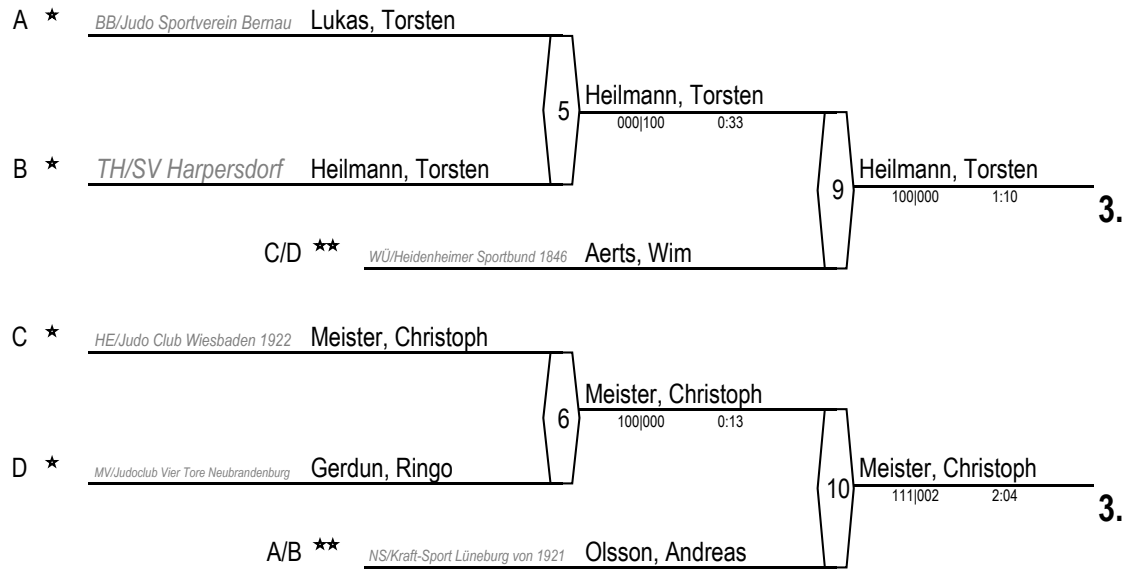 A ★ BB/Judo Sportverein Bernau Lukas, Torsten
5 Heilmann, Torsten
000|100 0:33
B ★ TH/SV Harpersdorf Heilmann, Torsten
9 Heilmann, Torsten
100|000 1:10
3.
C/D ★★ WÜ/Heidenheimer Sportbund 1846 Aerts, Wim
C ★ HE/Judo Club Wiesbaden 1922 Meister, Christoph
6 Meister, Christoph
100|000 0:13
D ★ MV/Judoclub Vier Tore Neubrandenburg Gerdun, Ringo
10 Meister, Christoph
111|002 2:04
3.
A/B ★★ NS/Kraft-Sport Lüneburg von 1921 Olsson, Andreas